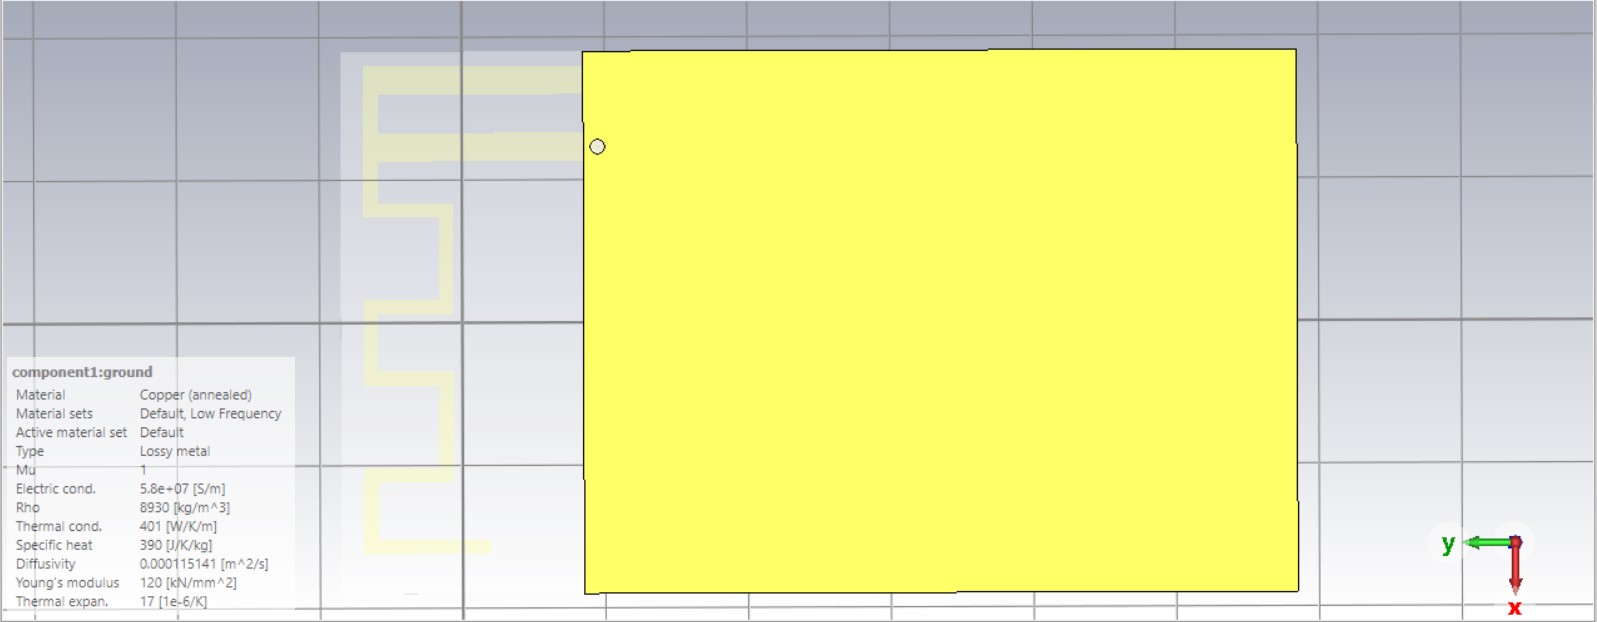 component1:ground
Material Copper (annealed)
Material sets Default, Low Frequency
Active material set Default
Type Lossy metal
Mu 1
Electric cond. 5.8e+07 [S/m]
Rho 8930 [kg/m^3]
Thermal cond. 401 [W/K/m]
Specific heat 390 [J/K/kg]
Diffusivity 0.000115141 [m^2/s]
Young's modulus 120 [kN/mm^2]
Thermal expan. 17 [1e-6/K]
y
x